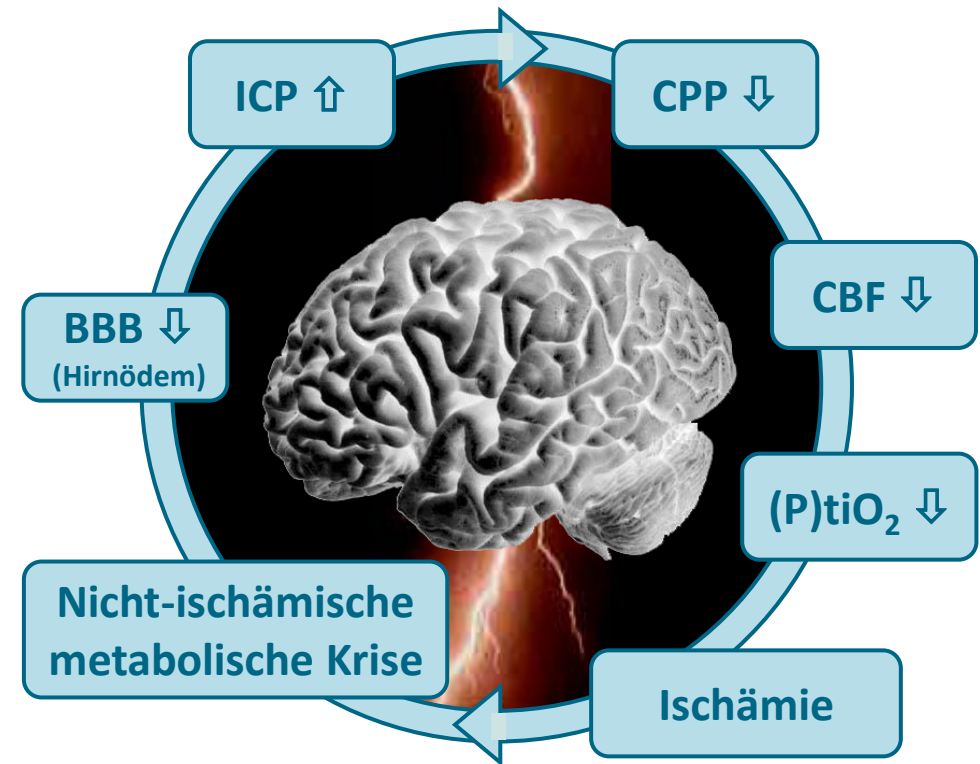 ICP ⇧
CPP ⇩
CBF ⇩
(P)tiO₂ ⇩
Ischämie
Nicht-ischämische
metabolische Krise
BBB ⇩
(Hirnödem)